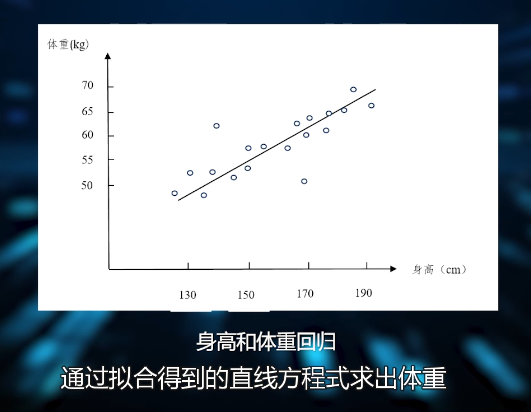 体重(kg)
70
65
60
55
50
身高（cm）
130 150 170 190
身高和体重回归
通过拟合得到的直线方程式求出体重